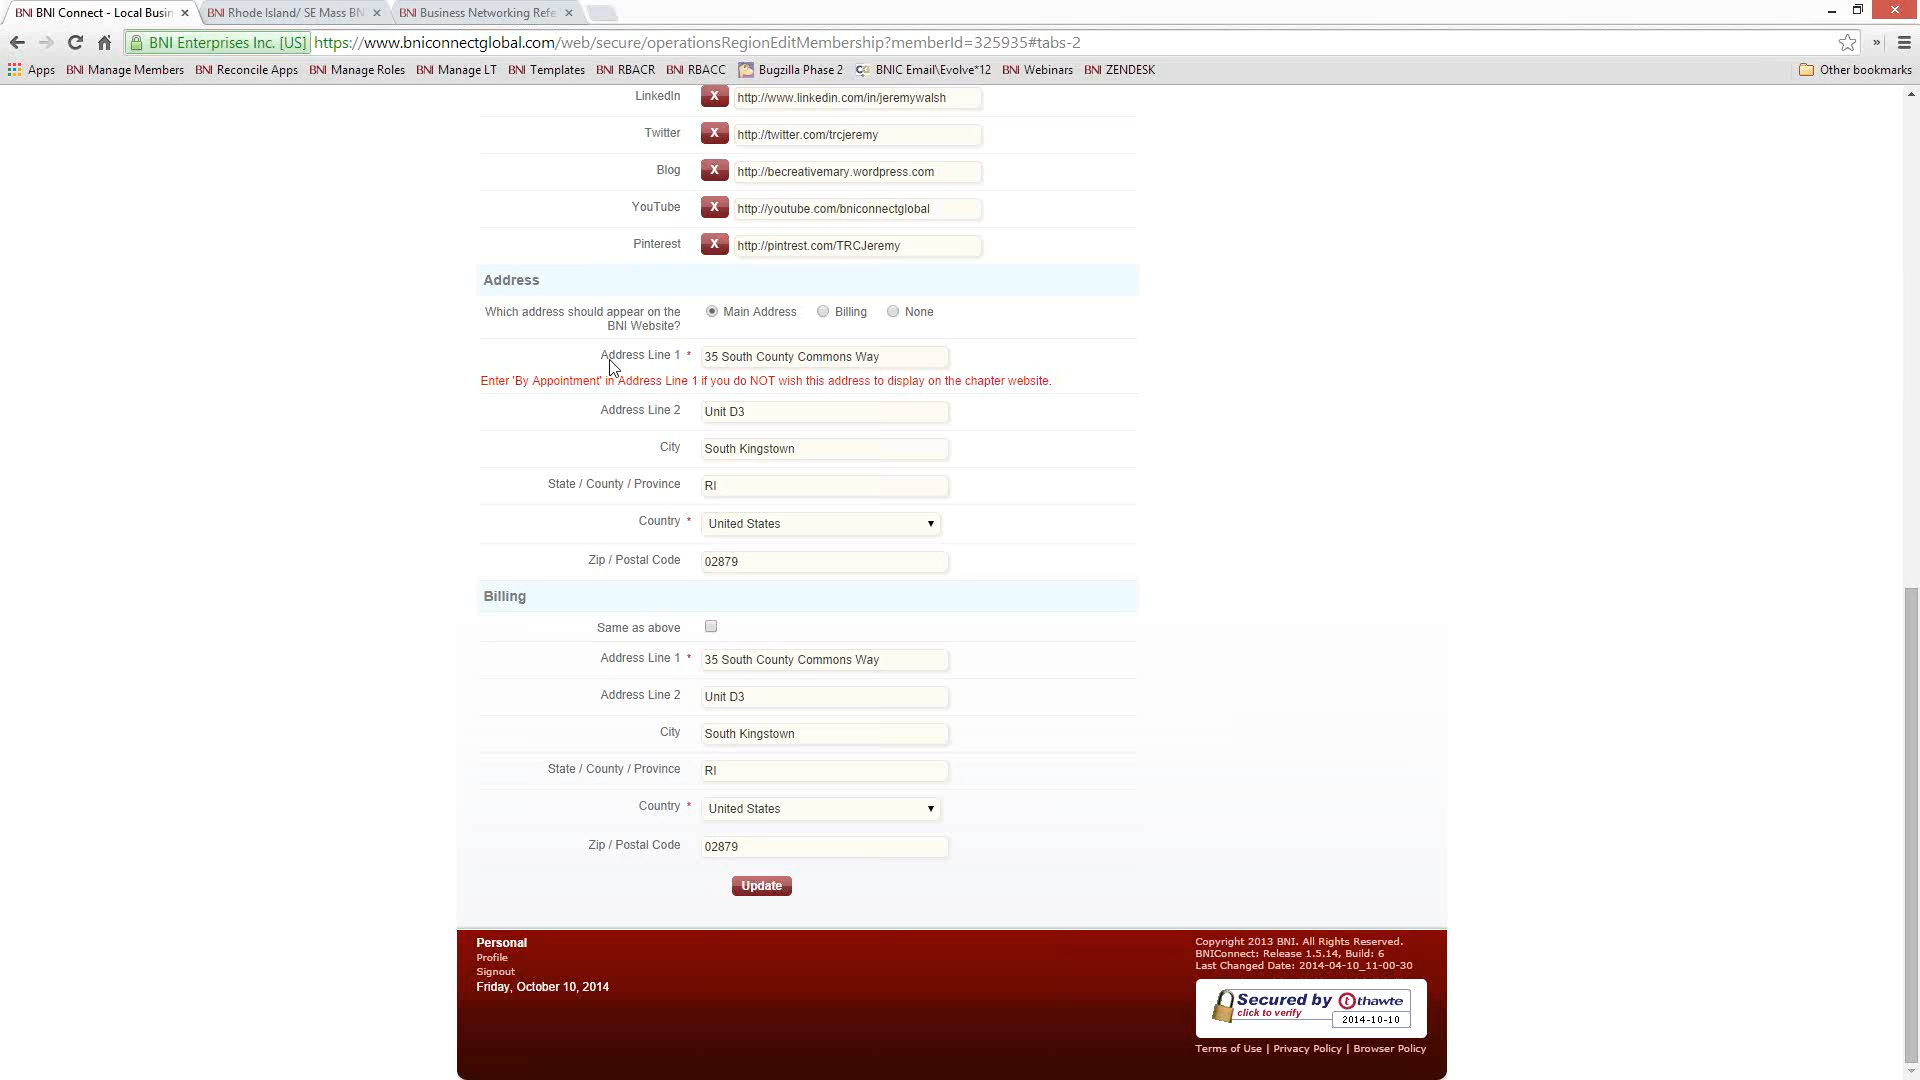 BNI BNI Connect - Local Busin
BNI Rhode Island/ SE Mass BN
BNI Business Networking Refe
BNI Enterprises Inc. [US] https://www.bniconnectglobal.com/web/secure/operationsRegionEditMembership?memberId=325935#tabs-2
Apps BNI Manage Members BNI Reconcile Apps BNI Manage Roles BNI Manage LT BNI Templates BNI RBACR BNI RBACC Bugzilla Phase 2 BNIC Email\Evolve*12 BNI Webinars BNI ZENDESK » Other bookmarks
LinkedIn X http://www.linkedin.com/in/jeremywalsh
Twitter X http://twitter.com/trcjeremy
Blog X http://becreativemary.wordpress.com
YouTube X http://youtube.com/bniconnectglobal
Pinterest X http://pintrest.com/TRCJeremy
Address
Which address should appear on the
BNI Website?
Main Address Billing None
Address Line 1 * 35 South County Commons Way
Enter 'By Appointment' in Address Line 1 if you do NOT wish this address to display on the chapter website.
Address Line 2 Unit D3
City South Kingstown
State / County / Province RI
Country * United States
Zip / Postal Code 02879
Billing
Same as above
Address Line 1 * 35 South County Commons Way
Address Line 2 Unit D3
City South Kingstown
State / County / Province RI
Country * United States
Zip / Postal Code 02879
Update
Personal
Profile
Signout
Friday, October 10, 2014
Copyright 2013 BNI. All Rights Reserved.
BNIConnect: Release 1.5.14, Build: 6
Last Changed Date: 2014-04-10_11-00-30
Secured by thawte
click to verify
2014-10-10
Terms of Use | Privacy Policy | Browser Policy